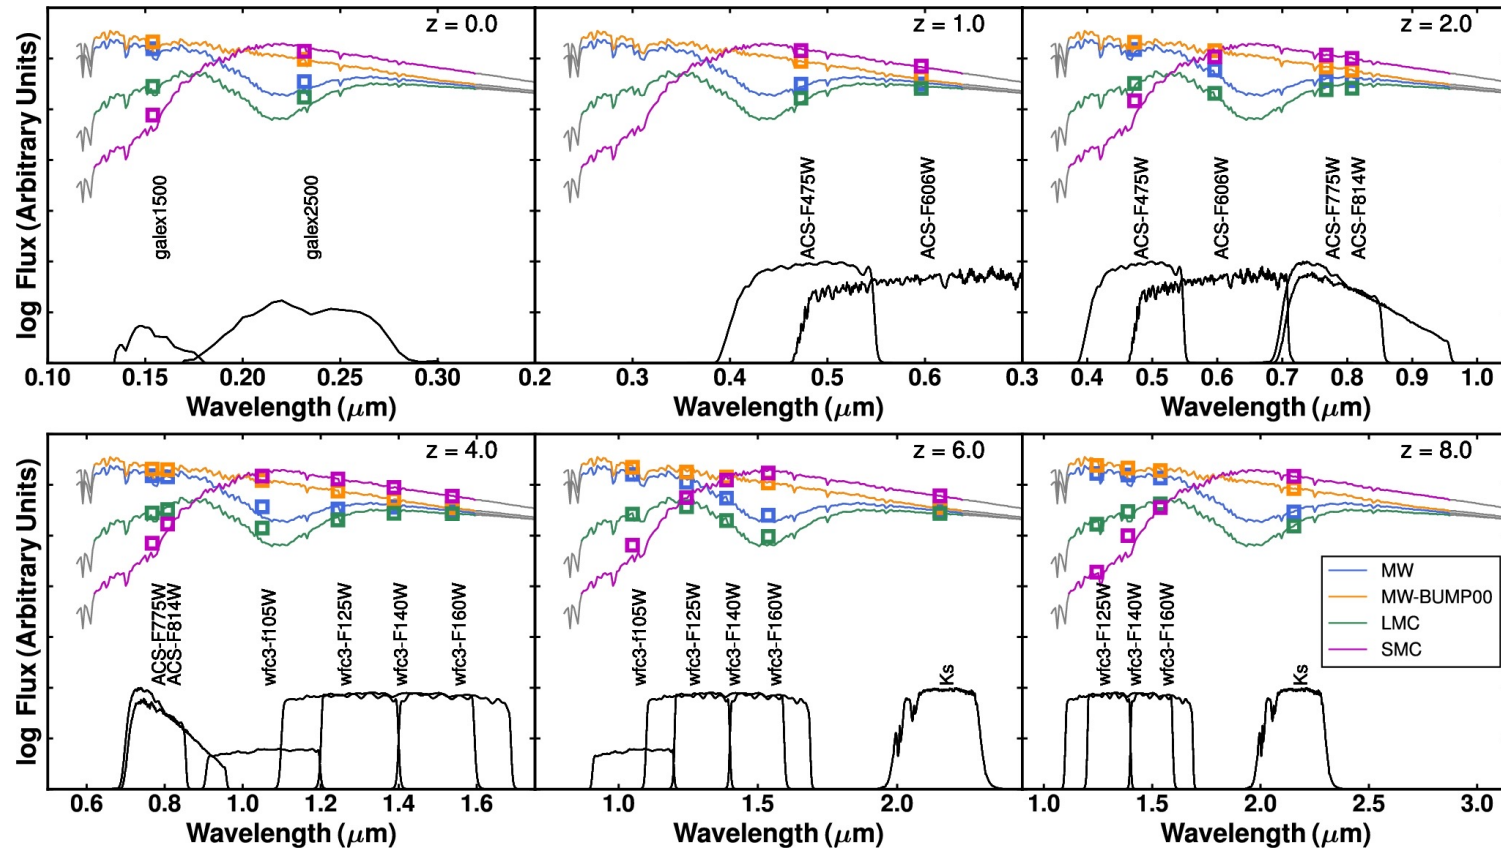 z = 0.0
z = 1.0
z = 2.0
log Flux (Arbitrary Units)
galex1500
galex2500
ACS-F475W
ACS-F606W
ACS-F475W
ACS-F606W
ACS-F775W
ACS-F814W
0.10 0.15 0.20 0.25 0.30 0.2 0.3 0.4 0.5 0.6 0.3 0.4 0.5 0.6 0.7 0.8 0.9 1.0
Wavelength (μm)
Wavelength (μm)
Wavelength (μm)
z = 4.0
z = 6.0
z = 8.0
log Flux (Arbitrary Units)
ACS-F775W
ACS-F814W
wfc3-f105W
wfc3-F125W
wfc3-F140W
wfc3-F160W
wfc3-f105W
wfc3-F125W
wfc3-F140W
wfc3-F160W
Ks
wfc3-F125W
wfc3-F140W
wfc3-F160W
Ks
MW
MW-BUMP00
LMC
SMC
0.6 0.8 1.0 1.2 1.4 1.6 1.0 1.5 2.0 1.0 1.5 2.0 2.5 3.0
Wavelength (μm)
Wavelength (μm)
Wavelength (μm)